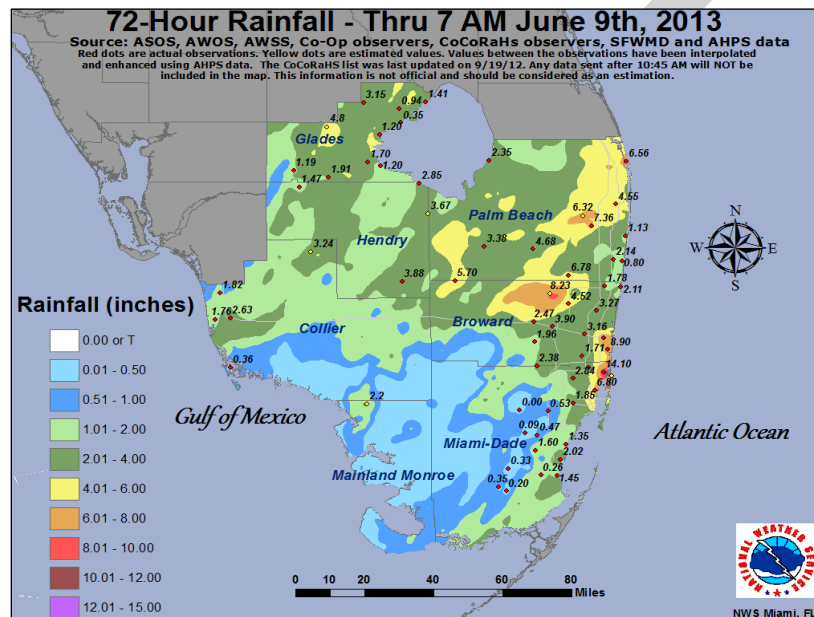 72-Hour Rainfall - Thru 7 AM June 9th, 2013
Source: ASOS, AWOS, AWSS, Co-Op observers, CoCoRaHs observers, SFWMD and AHPS data
Red dots are actual observations. Yellow dots are estimated values. Values between the observations have been interpolated
and enhanced using AHPS data. The CoCoRaHS list was last updated on 9/19/12. Any data sent after 10:45 AM will NOT be
included in the map. This information is not official and should be considered as an estimation.
3.15
1.41
0.94
0.35
4.8
1.20
Glades
2.35
6.56
1.70
1.20
1.19
1.91
1.47
2.85
4.55
3.67
Palm Beach
6.32
7.36
N
1.13
W
E
S
Hendry
3.38
4.68
3.24
2.14
0.80
6.78
5.70
3.88
1.78
2.11
1.82
8.23
4.52
3.27
Rainfall (inches)
1.76
2.63
Collier
Broward
2.47
3.90
3.16
1.96
8.90
1.71
0.00 or T
2.38
14.10
0.36
2.84
0.01 - 0.50
6.80
0.51 - 1.00
2.2
1.85
Gulf of Mexico
0.00
0.53
1.01 - 2.00
0.09
0.47
Atlantic Ocean
Miami-Dade
1.35
1.60
2.02
2.01 - 4.00
Mainland Monroe
0.33
0.26
1.45
0.35
0.20
4.01 - 6.00
6.01 - 8.00
8.01 - 10.00
10.01 - 12.00
12.01 - 15.00
0
10
20
40
60
80
Miles
NATIONAL WEATHER SERVICE
NWS Miami, FL